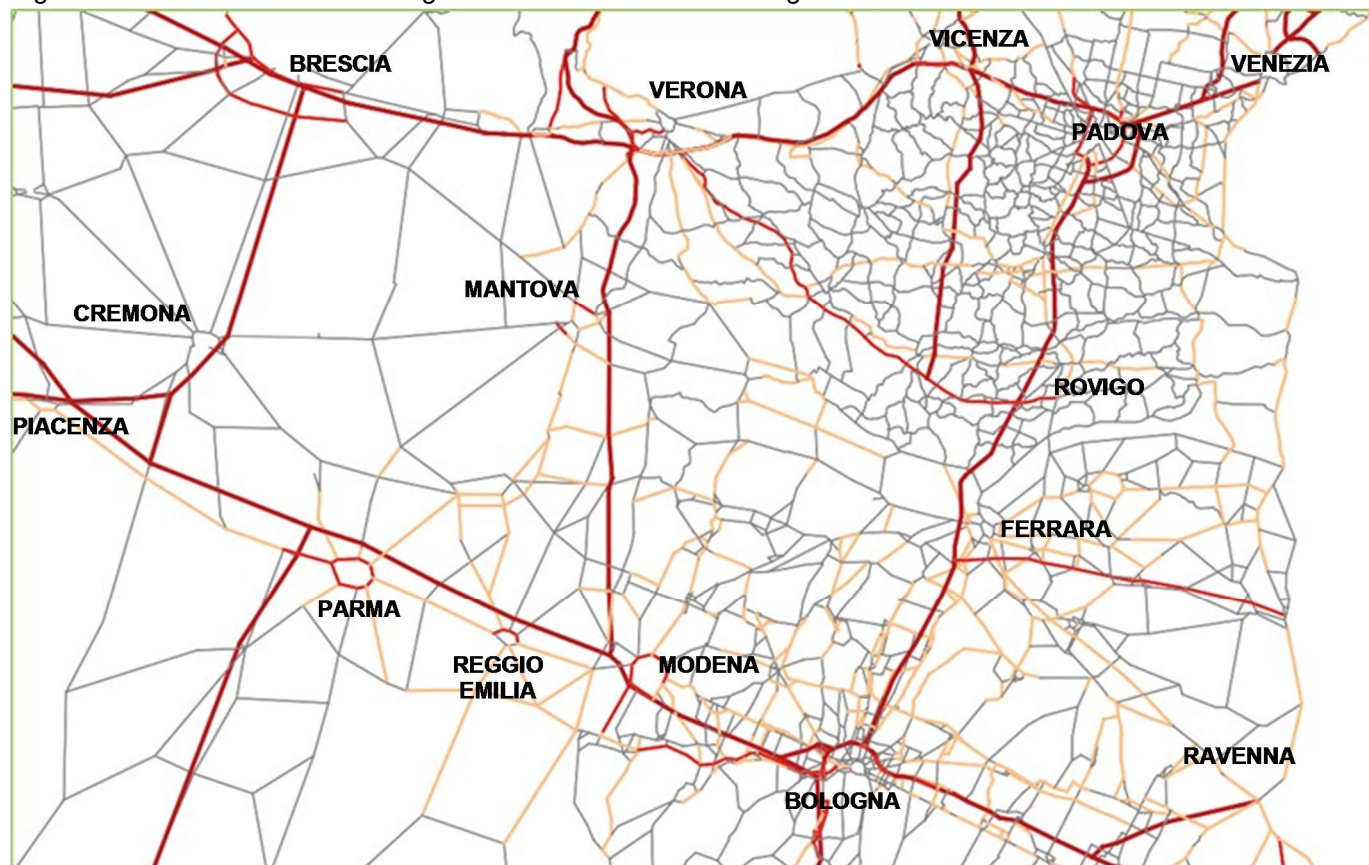 VICENZA
BRESCIA
VENEZIA
VERONA
PADOVA
MANTOVA
CREMONA
ROVIGO
PIACENZA
FERRARA
PARMA
REGGIO
EMILIA
MODENA
RAVENNA
BOLOGNA